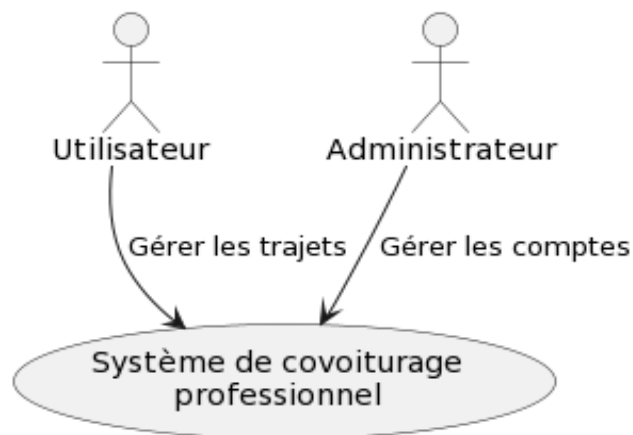 Utilisateur
Administrateur
Gérer les trajets
Gérer les comptes
Système de covoiturage
professionnel